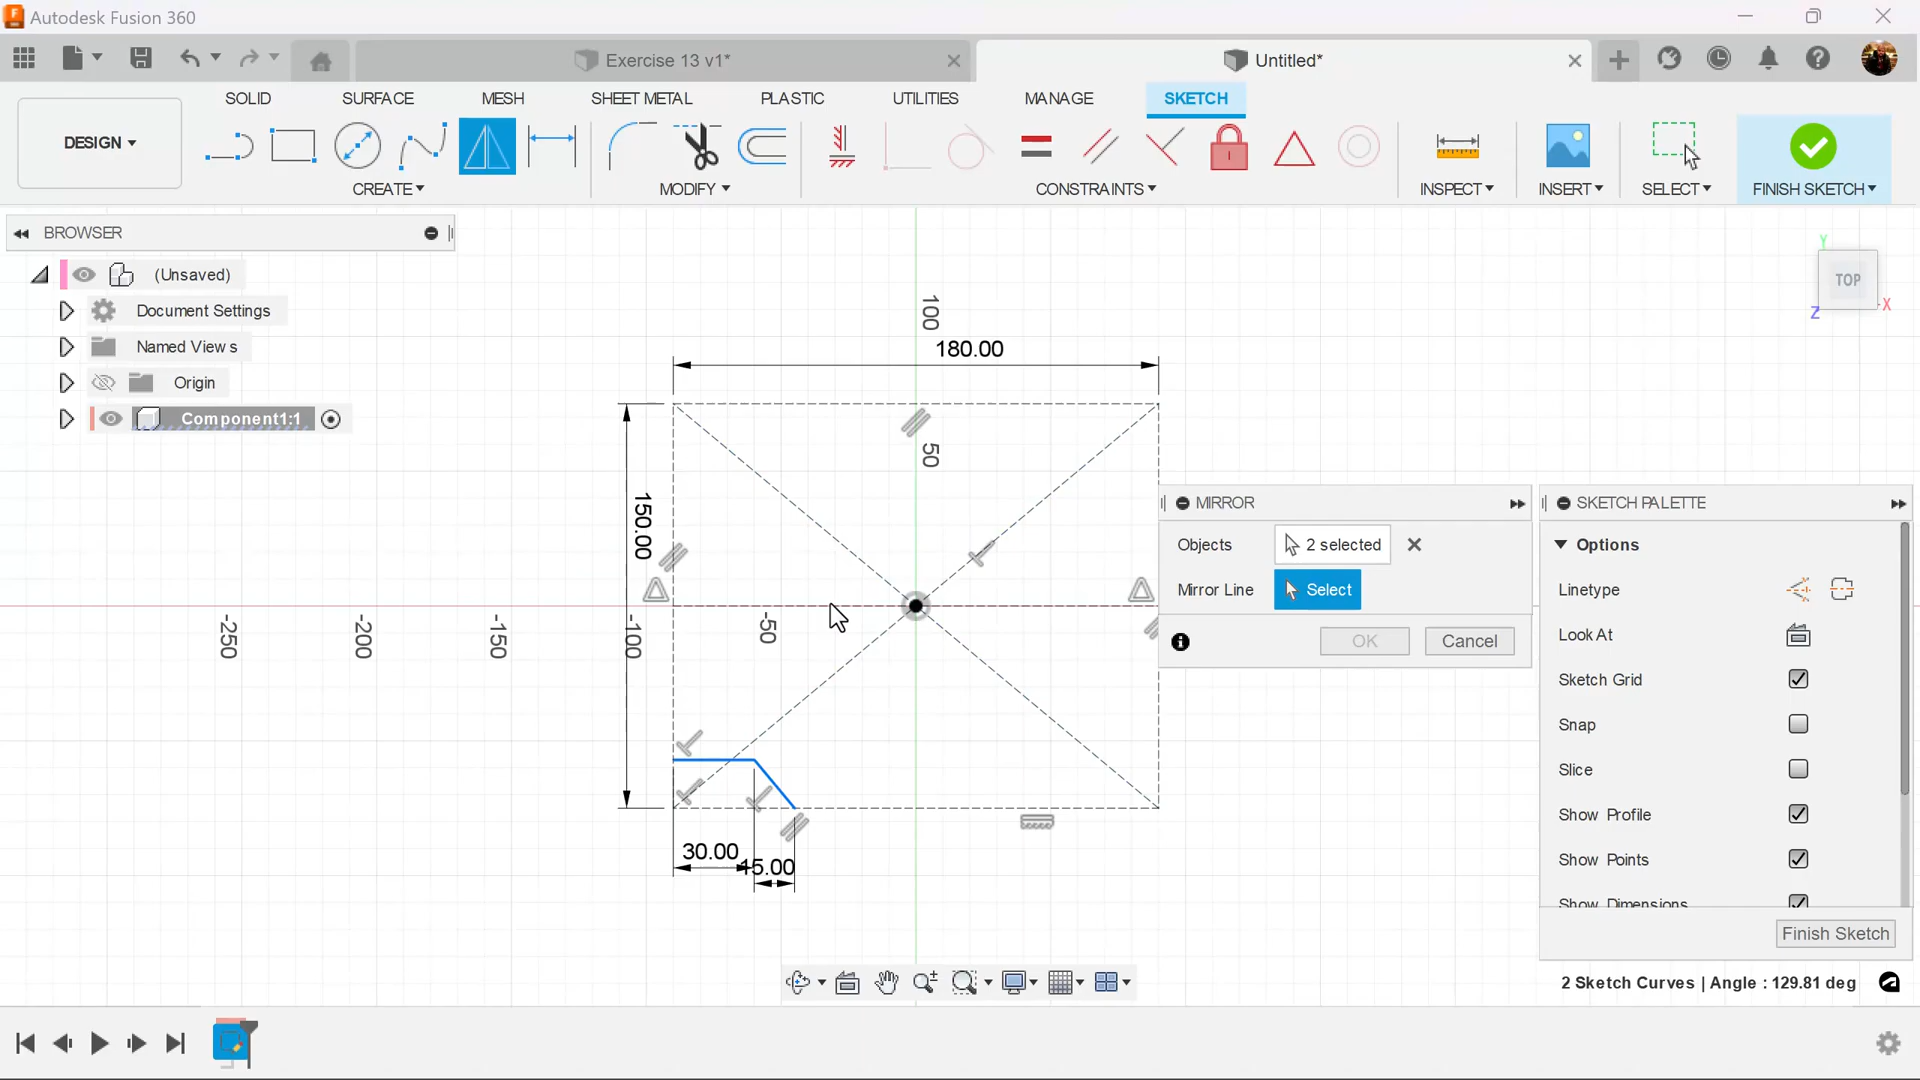 Autodesk Fusion 360
Exercise 13 v1*
Untitled*
SOLID SURFACE MESH SHEET METAL PLASTIC UTILITIES MANAGE SKETCH
DESIGN
CREATE MODIFY CONSTRAINTS INSPECT INSERT SELECT FINISH SKETCH
BROWSER
(Unsaved)
Document Settings
Named Views
Origin
Component1:1
TOP
Y
X
Z
100
180.00
50
150.00
-250
-200
-150
-100
-50
30.00
15.00
MIRROR
Objects 2 selected
Mirror Line Select
OK Cancel
SKETCH PALETTE
Options
Linetype
Look At
Sketch Grid
Snap
Slice
Show Profile
Show Points
Show Dimensions
Finish Sketch
2 Sketch Curves | Angle : 129.81 deg